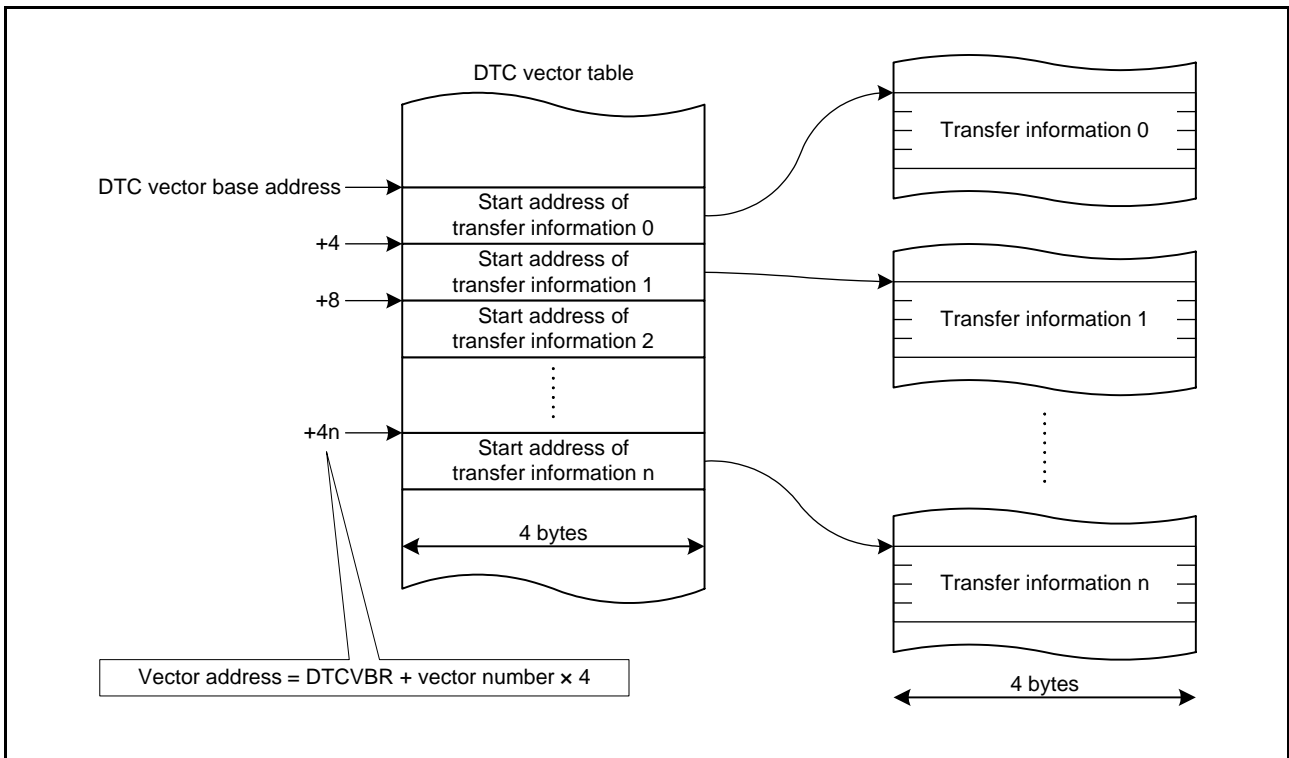 DTC vector table
DTC vector base address
Start address of
transfer information 0
+4
Start address of
transfer information 1
+8
Start address of
transfer information 2
+4n
Start address of
transfer information n
4 bytes
Vector address = DTCVBR + vector number × 4
Transfer information 0
Transfer information 1
Transfer information n
4 bytes